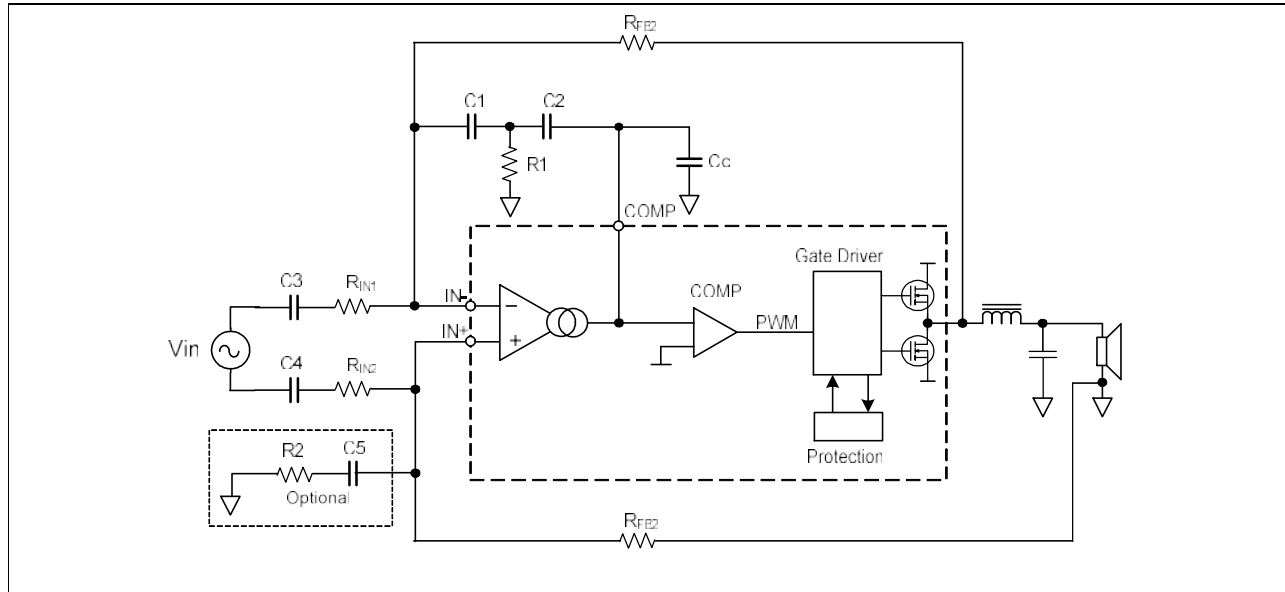 RFB2
C1
C2
R1
Cc
COMP
Gate Driver
C3
RIN1
IN-
COMP
PWM
IN+
Vin
C4
RIN2
R2
C5
Optional
Protection
RFB2